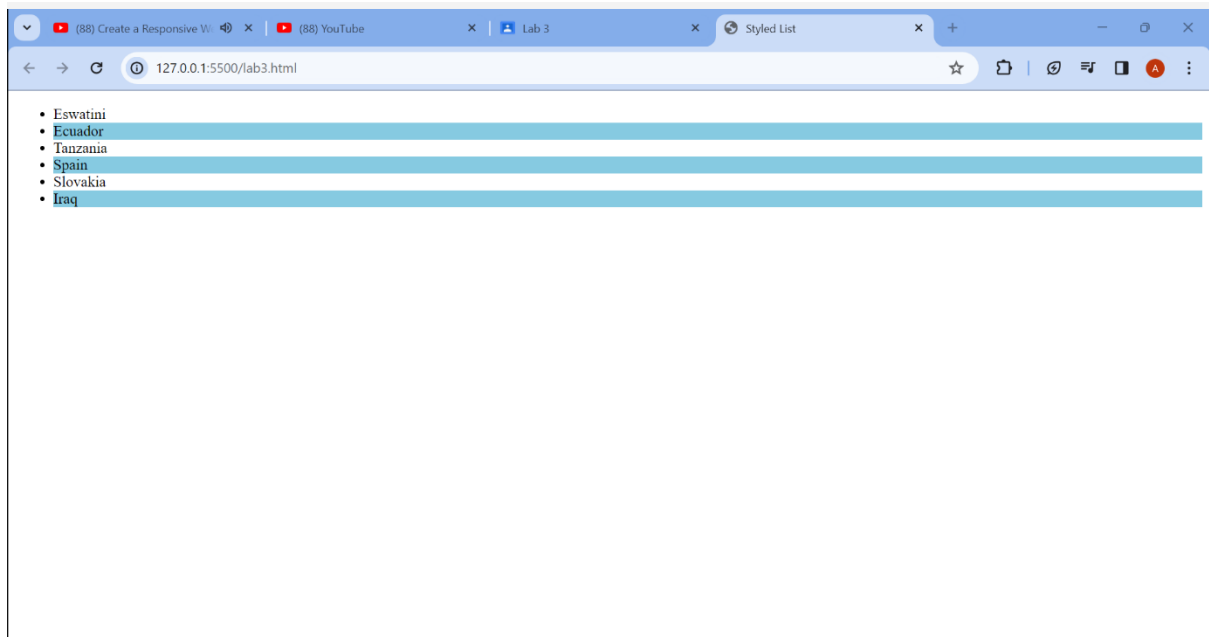 (88) Create a Responsive W
(88) YouTube
Lab 3
Styled List
127.0.0.1:5500/lab3.html
A
Eswatini
Ecuador
Tanzania
Spain
Slovakia
Iraq